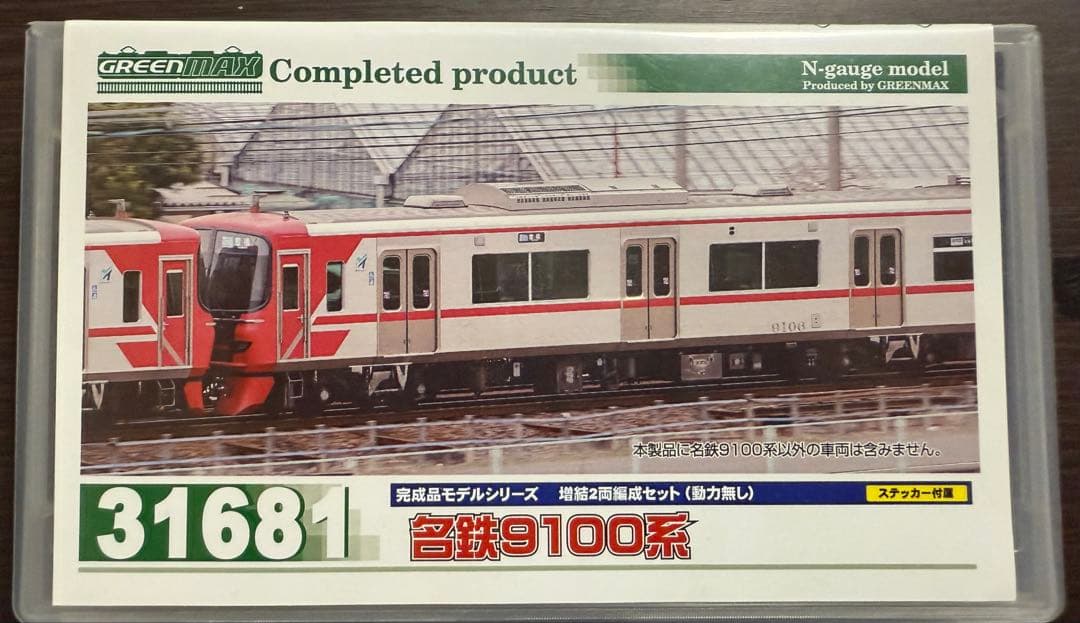 GREENMAX Completed product
N-gauge model
Produced by GREENMAX
9106
本製品に名鉄9100系以外の車両は含みません。
31681
完成品モデルシリーズ 増結2両編成セット(動力無し)
ステッカー付属
名鉄9100系